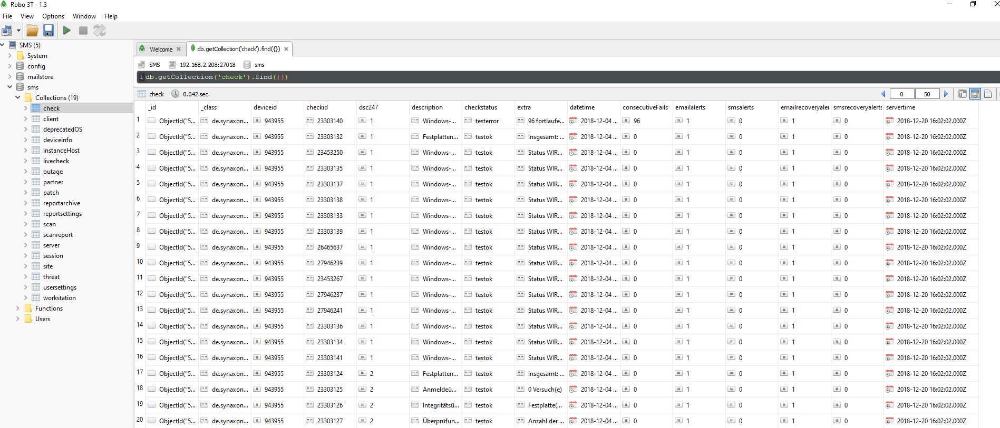 Robo 3T - 1.3
File View Options Window Help
SMS (5)
System
config
mailstore
sms
Collections (19)
check
client
deprecatedOS
deviceinfo
instanceHost
livecheck
outage
partner
patch
reportarchive
reportsettings
scan
scanreport
server
session
site
threat
usersettings
workstation
Functions
Users
Welcome
db.getCollection('check').find({})
SMS 192.168.2.208:27018 sms
1 db.getCollection('check').find({})
check 0.042 sec. 0 50
_id _class deviceid checkid dsc247 description checkstatus extra datetime consecutiveFails emailalerts smsalerts emailrecoveryaler smsrecoveryalerts servertime
1 ObjectId("5... de.synaxon... 943955 23303140 1 Windows-... testerror 96 fortlaufe... 2018-12-04 ... 96 1 0 1 0 2018-12-20 16:02:02.000Z
2 ObjectId("5... de.synaxon... 943955 23303132 1 Festplatten... testok Insgesamt: ... 2018-12-04 ... 0 1 0 1 0 2018-12-20 16:02:02.000Z
3 ObjectId("5... de.synaxon... 943955 23453250 1 Windows-... testok Status WIR... 2018-12-04 ... 0 1 0 1 0 2018-12-20 16:02:02.000Z
4 ObjectId("5... de.synaxon... 943955 23303135 1 Windows-... testok Status WIR... 2018-12-04 ... 0 1 0 1 0 2018-12-20 16:02:02.000Z
5 ObjectId("5... de.synaxon... 943955 23303137 1 Windows-... testok Status WIR... 2018-12-04 ... 0 1 0 1 0 2018-12-20 16:02:02.000Z
6 ObjectId("5... de.synaxon... 943955 23303138 1 Windows-... testok Status WIR... 2018-12-04 ... 0 1 0 1 0 2018-12-20 16:02:02.000Z
7 ObjectId("5... de.synaxon... 943955 23303133 1 Windows-... testok Status WIR... 2018-12-04 ... 0 1 0 1 0 2018-12-20 16:02:02.000Z
8 ObjectId("5... de.synaxon... 943955 23303139 1 Windows-... testok Status WIR... 2018-12-04 ... 0 1 0 1 0 2018-12-20 16:02:02.000Z
9 ObjectId("5... de.synaxon... 943955 26465637 1 Windows-... testok Status WIR... 2018-12-04 ... 0 1 0 1 0 2018-12-20 16:02:02.000Z
10 ObjectId("5... de.synaxon... 943955 27946239 1 Windows-... testok Status WIR... 2018-12-04 ... 0 1 0 1 0 2018-12-20 16:02:02.000Z
11 ObjectId("5... de.synaxon... 943955 23453267 1 Windows-... testok Status WIR... 2018-12-04 ... 0 1 0 1 0 2018-12-20 16:02:02.000Z
12 ObjectId("5... de.synaxon... 943955 27946237 1 Windows-... testok Status WIR... 2018-12-04 ... 0 1 0 1 0 2018-12-20 16:02:02.000Z
13 ObjectId("5... de.synaxon... 943955 27946241 1 Windows-... testok Status WIR... 2018-12-04 ... 0 1 0 1 0 2018-12-20 16:02:02.000Z
14 ObjectId("5... de.synaxon... 943955 23303136 1 Windows-... testok Status WIR... 2018-12-04 ... 0 1 0 1 0 2018-12-20 16:02:02.000Z
15 ObjectId("5... de.synaxon... 943955 23303134 1 Windows-... testok Status WIR... 2018-12-04 ... 0 1 0 1 0 2018-12-20 16:02:02.000Z
16 ObjectId("5... de.synaxon... 943955 23303141 1 Windows-... testok Status WIR... 2018-12-04 ... 0 1 0 1 0 2018-12-20 16:02:02.000Z
17 ObjectId("5... de.synaxon... 943955 23303124 2 Festplatten... testok Insgesamt: ... 2018-12-04 ... 0 1 0 1 0 2018-12-20 16:02:02.000Z
18 ObjectId("5... de.synaxon... 943955 23303125 2 Anmeldeü... testok 0 Versuch(e) 2018-12-04 ... 0 1 0 1 0 2018-12-20 16:02:02.000Z
19 ObjectId("5... de.synaxon... 943955 23303126 2 Integritätsü... testok Festplatte(... 2018-12-04 ... 0 1 0 1 0 2018-12-20 16:02:02.000Z
20 ObjectId("5... de.synaxon... 943955 23303127 2 Überprüfun... testok Anzahl der ... 2018-12-04 ... 0 1 0 1 0 2018-12-20 16:02:02.000Z